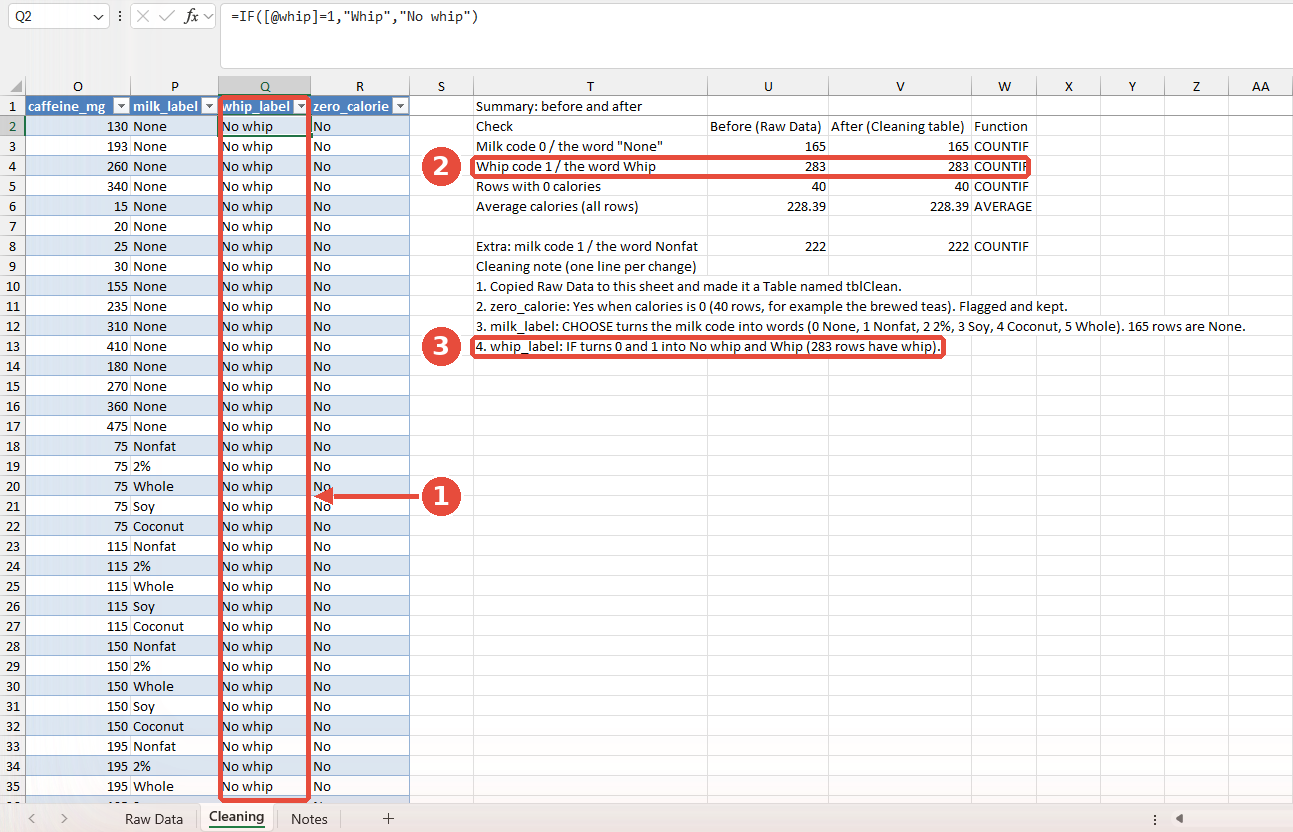 Q2 fx =IF([@whip]=1,"Whip","No whip")
O P Q R S T U V W X Y Z AA
1 caffeine_mg milk_label whip_label zero_calorie Summary: before and after
2 130 None No whip No Check Before (Raw Data) After (Cleaning table) Function
3 193 None No whip No Milk code 0 / the word "None" 165 165 COUNTIF
4 260 None No whip No 2 Whip code 1 / the word Whip 283 283 COUNTIF
5 340 None No whip No Rows with 0 calories 40 40 COUNTIF
6 15 None No whip No Average calories (all rows) 228.39 228.39 AVERAGE
7 20 None No whip No
8 25 None No whip No Extra: milk code 1 / the word Nonfat 222 222 COUNTIF
9 30 None No whip No Cleaning note (one line per change)
10 155 None No whip No 1. Copied Raw Data to this sheet and made it a Table named tblClean.
11 235 None No whip No 2. zero_calorie: Yes when calories is 0 (40 rows, for example the brewed teas). Flagged and kept.
12 310 None No whip No 3. milk_label: CHOOSE turns the milk code into words (0 None, 1 Nonfat, 2 2%, 3 Soy, 4 Coconut, 5 Whole). 165 rows are None.
13 410 None No whip No 3 4. whip_label: IF turns 0 and 1 into No whip and Whip (283 rows have whip).
14 180 None No whip No
15 270 None No whip No
16 360 None No whip No
17 475 None No whip No
18 75 Nonfat No whip No
19 75 2% No whip No
20 75 Whole No whip No
21 75 Soy No whip No 1
22 75 Coconut No whip No
23 115 Nonfat No whip No
24 115 2% No whip No
25 115 Whole No whip No
26 115 Soy No whip No
27 115 Coconut No whip No
28 150 Nonfat No whip No
29 150 2% No whip No
30 150 Whole No whip No
31 150 Soy No whip No
32 150 Coconut No whip No
33 195 Nonfat No whip No
34 195 2% No whip No
35 195 Whole No whip No
Raw Data Cleaning Notes